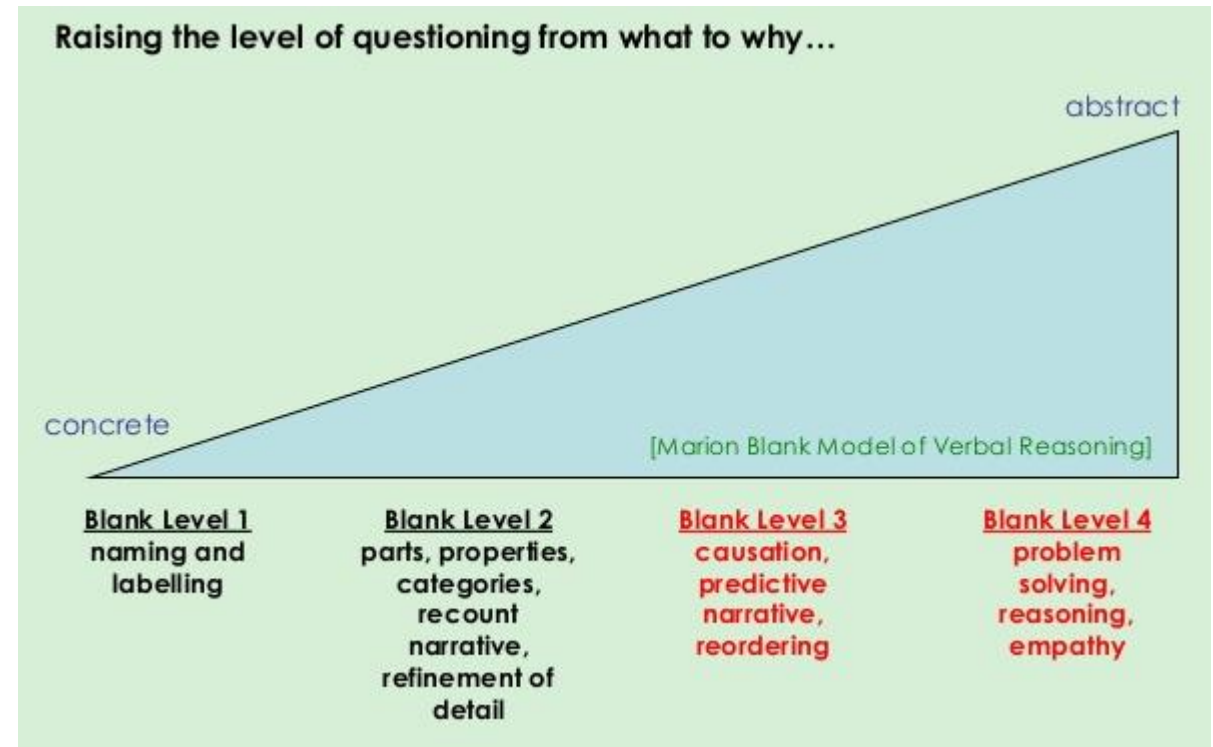 Raising the level of questioning from what to why...
abstract
concrete
[Marion Blank Model of Verbal Reasoning]
Blank Level 1
naming and
labelling
Blank Level 2
parts, properties,
categories,
recount
narrative,
refinement of
detail
Blank Level 3
causation,
predictive
narrative,
reordering
Blank Level 4
problem
solving,
reasoning,
empathy